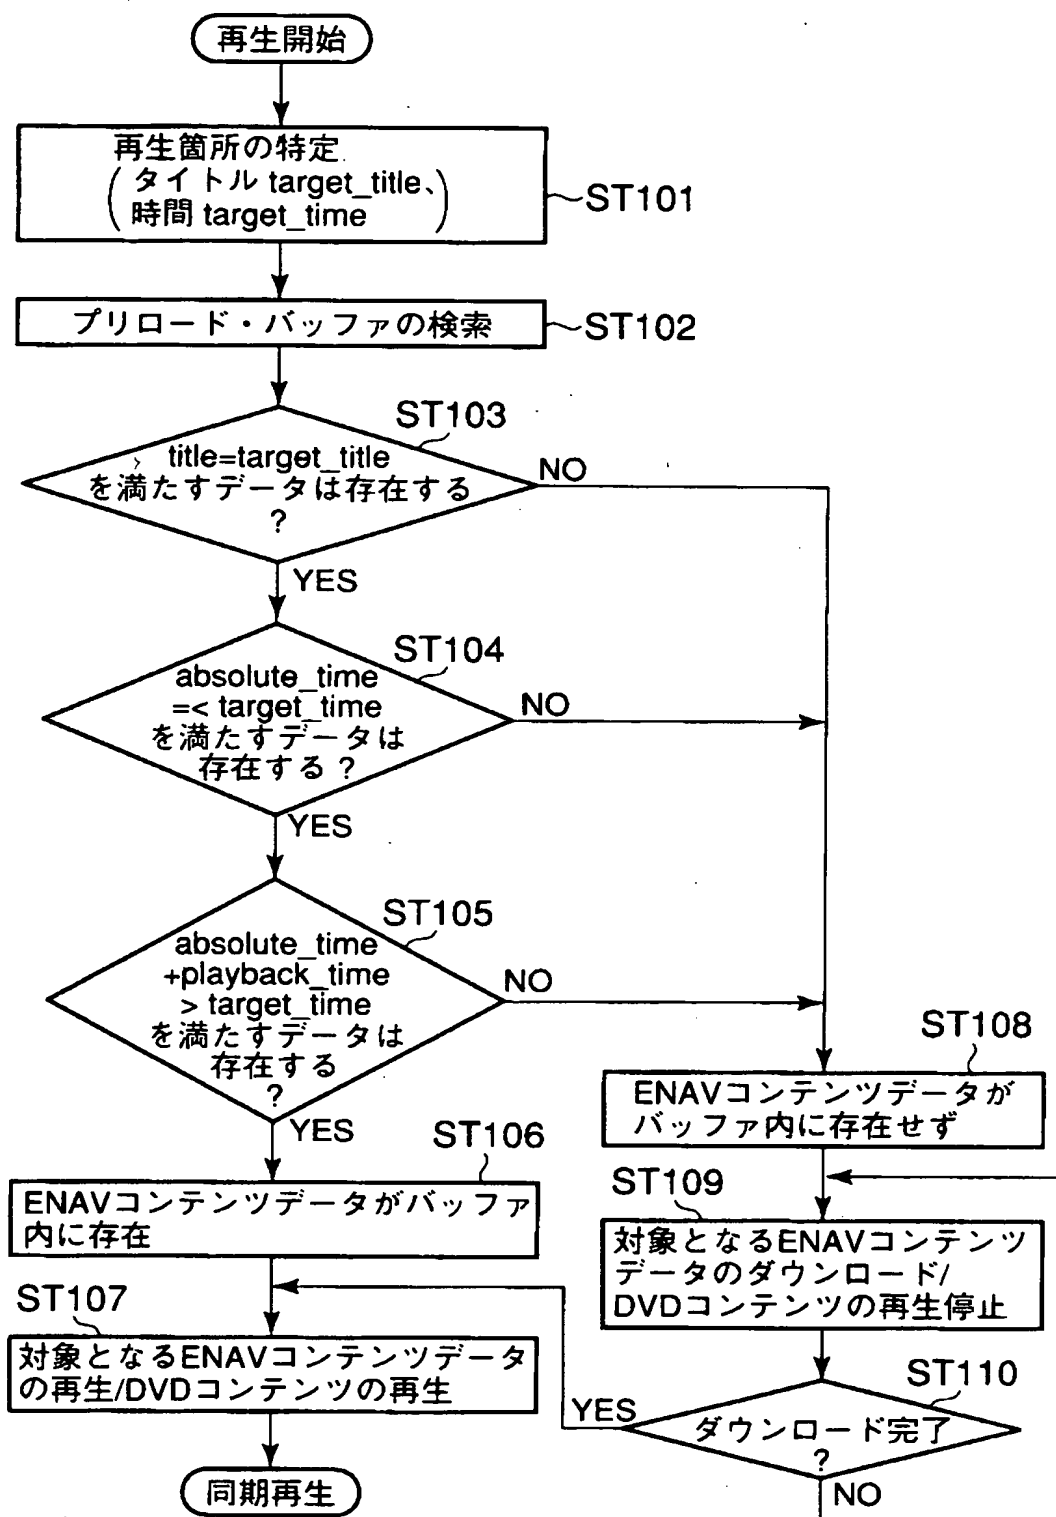 再生開始
再生箇所の特定
(タイトル target_title、
時間 target_time)
ST101
プリロード・バッファの検索
ST102
ST103
title=target_title
を満たすデータは存在する
?
NO
YES
ST104
absolute_time
=< target_time
を満たすデータは
存在する ?
NO
YES
ST105
absolute_time
+playback_time
> target_time
を満たすデータは
存在する
?
NO
YES
ST106
ENAVコンテンツデータがバッファ
内に存在
ST107
対象となるENAVコンテンツデータ
の再生/DVDコンテンツの再生
同期再生
ST108
ENAVコンテンツデータが
バッファ内に存在せず
ST109
対象となるENAVコンテンツ
データのダウンロード/
DVDコンテンツの再生停止
ST110
ダウンロード完了
?
YES
NO